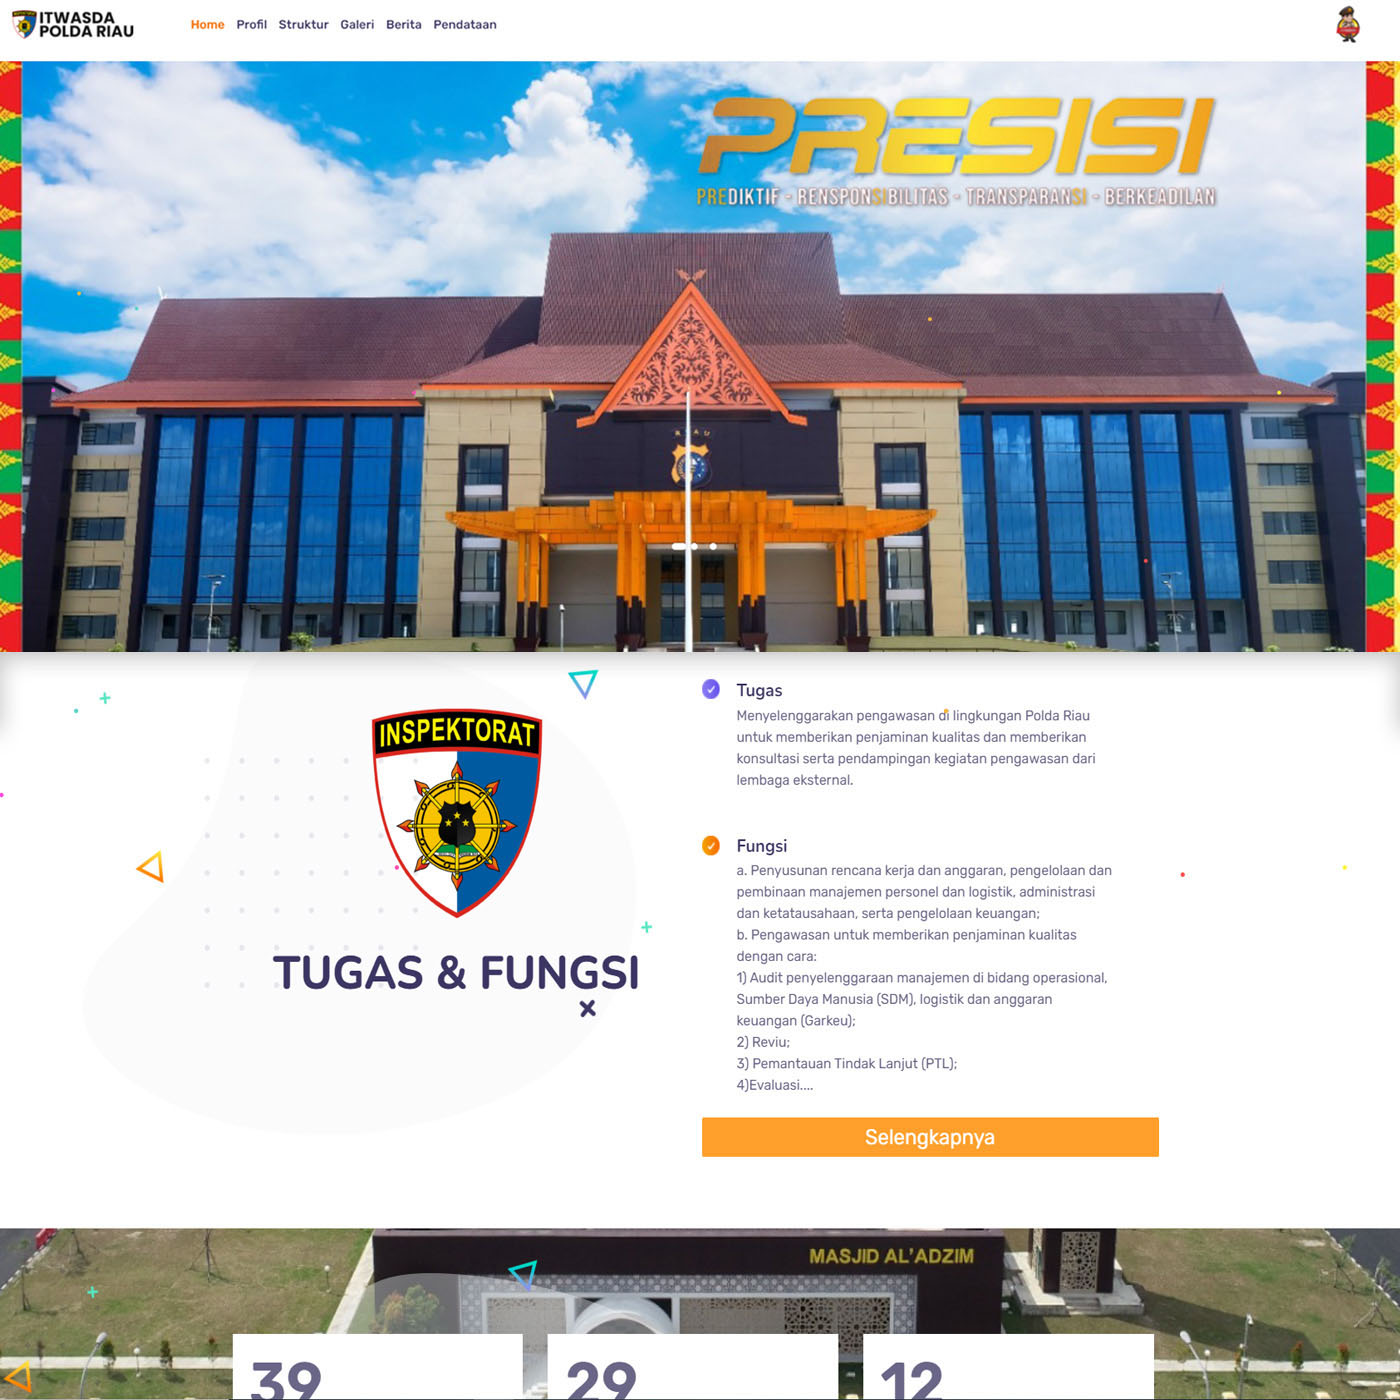 ITWASDA
POLDA RIAU
Home Profil Struktur Galeri Berita Pendataan
PRESISI
PREDIKTIF - RENSPONSIBILITAS - TRANSPARANSI - BERKEADILAN
RIAU
INSPEKTORAT
TUGAS & FUNGSI
Tugas
Menyelenggarakan pengawasan di lingkungan Polda Riau
untuk memberikan penjaminan kualitas dan memberikan
konsultasi serta pendampingan kegiatan pengawasan dari
lembaga eksternal.
Fungsi
a. Penyusunan rencana kerja dan anggaran, pengelolaan dan
pembinaan manajemen personel dan logistik, administrasi
dan ketatausahaan, serta pengelolaan keuangan;
b. Pengawasan untuk memberikan penjaminan kualitas
dengan cara:
1) Audit penyelenggaraan manajemen di bidang operasional,
Sumber Daya Manusia (SDM), logistik dan anggaran
keuangan (Garkeu);
2) Reviu;
3) Pemantauan Tindak Lanjut (PTL);
4)Evaluasi....
Selengkapnya
MASJID AL'ADZIM
39
29
12